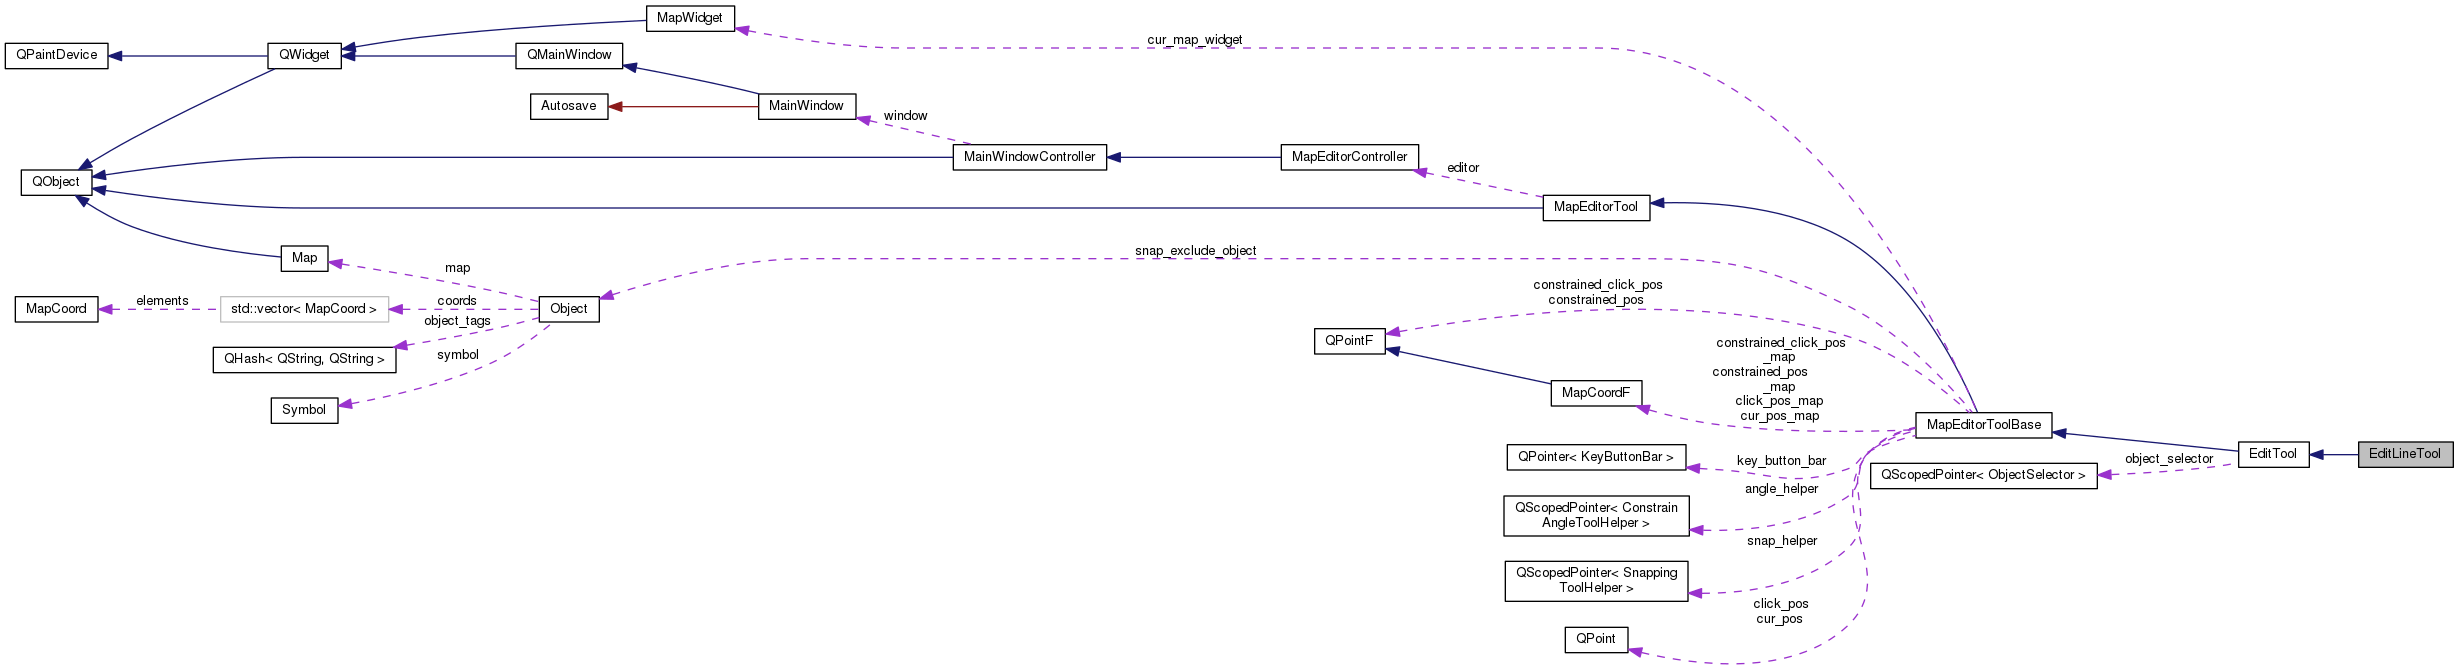 MapWidget
cur_map_widget
QPaintDevice
QWidget
QMainWindow
Autosave
MainWindow
window
MainWindowController
MapEditorController
editor
QObject
MapEditorTool
Map
map
snap_exclude_object
MapCoord
elements
std::vector< MapCoord >
coords
Object
object_tags
QHash< QString, QString >
symbol
Symbol
constrained_click_pos
constrained_pos
QPointF
constrained_click_pos
_map
constrained_pos
_map
click_pos_map
cur_pos_map
MapCoordF
MapEditorToolBase
QPointer< KeyButtonBar >
key_button_bar
QScopedPointer< ObjectSelector >
object_selector
EditTool
EditLineTool
angle_helper
QScopedPointer< Constrain
AngleToolHelper >
snap_helper
QScopedPointer< Snapping
ToolHelper >
click_pos
cur_pos
QPoint